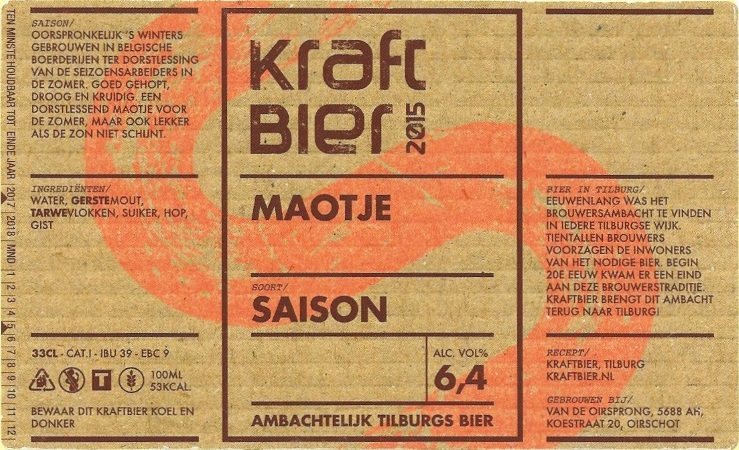 TEN MINSTE HOUDBAAR TOT EINDE JAAR 2017 | 2018 | MND | 1 | 2 | 3 | 4 | 5 | 6 | 7 | 8 | 9 | 10 | 11 | 12 |
SAISON/
OORSPRONKELIJK 'S WINTERS
GEBROUWEN IN BELGISCHE
BOERDERIJEN TER DORSTLESSING
VAN DE SEIZOENSARBEIDERS IN
DE ZOMER. GOED GEHOPT,
DROOG EN KRUIDIG. EEN
DORSTLESSEND MAOTJE VOOR
DE ZOMER, MAAR OOK LEKKER
ALS DE ZON NIET SCHIJNT.
INGREDIËNTEN/
WATER, GERSTEMOUT,
TARWEVLOKKEN, SUIKER, HOP,
GIST
33CL - CAT.I - IBU 39 - EBC 9
T
100ML
53KCAL.
BEWAAR DIT KRAFTBIER KOEL EN
DONKER
Kraft
Bier
2015
MAOTJE
SOORT/
SAISON
ALC. VOL%
6,4
AMBACHTELIJK TILBURGS BIER
BIER IN TILBURG/
EEUWENLANG WAS HET
BROUWERSAMBACHT TE VINDEN
IN IEDERE TILBURGSE WIJK.
TIENTALLEN BROUWERS
VOORZAGEN DE INWONERS
VAN HET NODIGE BIER. BEGIN
20E EEUW KWAM ER EEN EIND
AAN DEZE BROUWERSTRADITIJE.
KRAFTBIER BRENGT DIT AMBACHT
TERUG NAAR TILBURG!
RECEPT/
KRAFTBIER, TILBURG
KRAFTBIER.NL
GEBROUWEN BIJ/
VAN DE OIRSPRONG, 5688 AH,
KOESTRAAT 20, OIRSCHOT